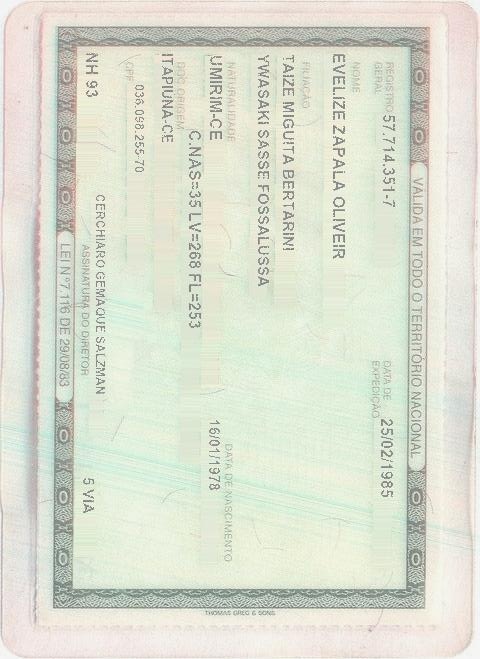 VALIDA EM TODO O TERRITÓRIO NACIONAL
REGISTRO GERAL 57.714.351-7 DATA DE EXPEDIÇÃO 25/02/1985
NOME
EVELIZE ZAPALA OLIVEIR
FILIAÇÃO
TAIZE MIGUITA BERTARINI
YWASAKI SASSE FOSSALUSSA
NATURALIDADE DATA DE NASCIMENTO
UMIRIM-CE 16/01/1978
DOC ORIGEM C.NAS=35 LV=268 FL=253
ITAPIUNA-CE
CPF 036.098.255-70
CERCHIARO GEMAQUE SALZMAN
NH 93 5 VIA
ASSINATURA DO DIRETOR
LEI Nº 7.116 DE 29/08/83
THOMAS GREG & SONS